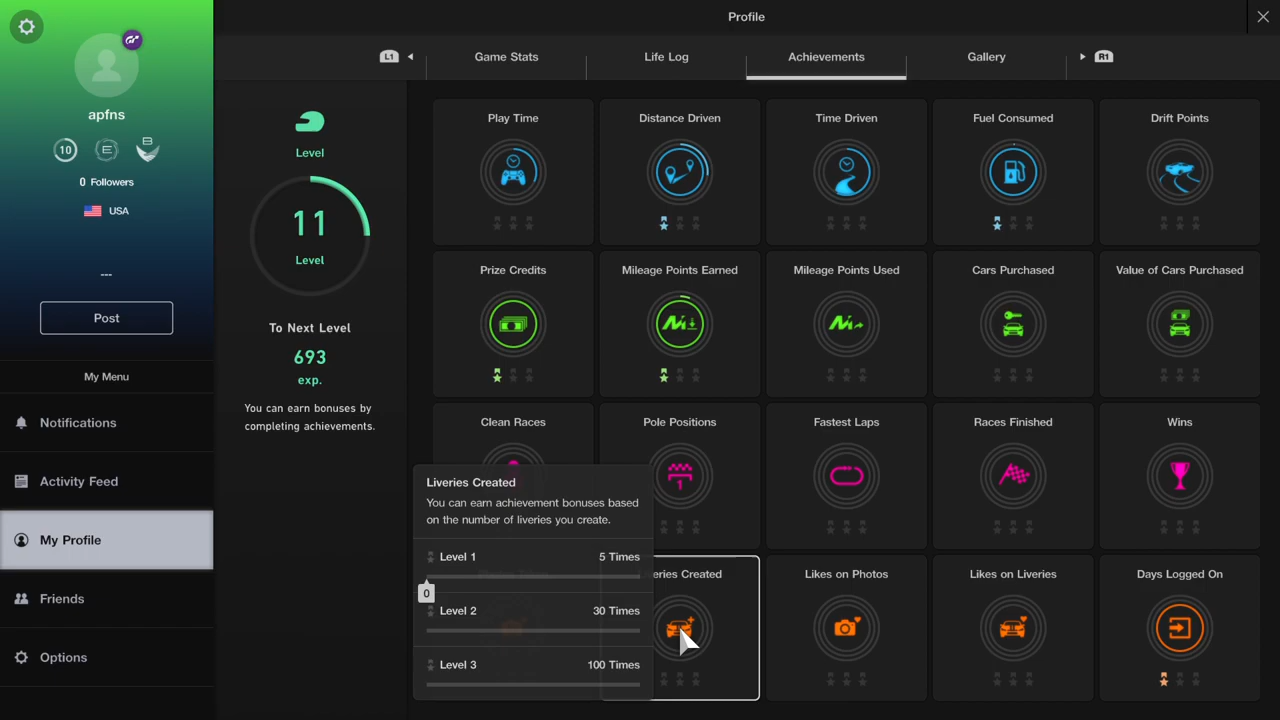 Profile
L1
Game Stats
Life Log
Achievements
Gallery
R1
apfns
10
E
B
0 Followers
USA
---
Post
My Menu
Notifications
Activity Feed
My Profile
Friends
Options
Level
11
Level
To Next Level
693
exp.
You can earn bonuses by
completing achievements.
Play Time
Distance Driven
Time Driven
Fuel Consumed
Drift Points
Prize Credits
Mileage Points Earned
Mileage Points Used
Cars Purchased
Value of Cars Purchased
Clean Races
Pole Positions
1
Fastest Laps
Races Finished
Wins
Liveries Created
You can earn achievement bonuses based
on the number of liveries you create.
Level 1 5 Times
0
Level 2 30 Times
Level 3 100 Times
eries Created
Likes on Photos
Likes on Liveries
Days Logged On